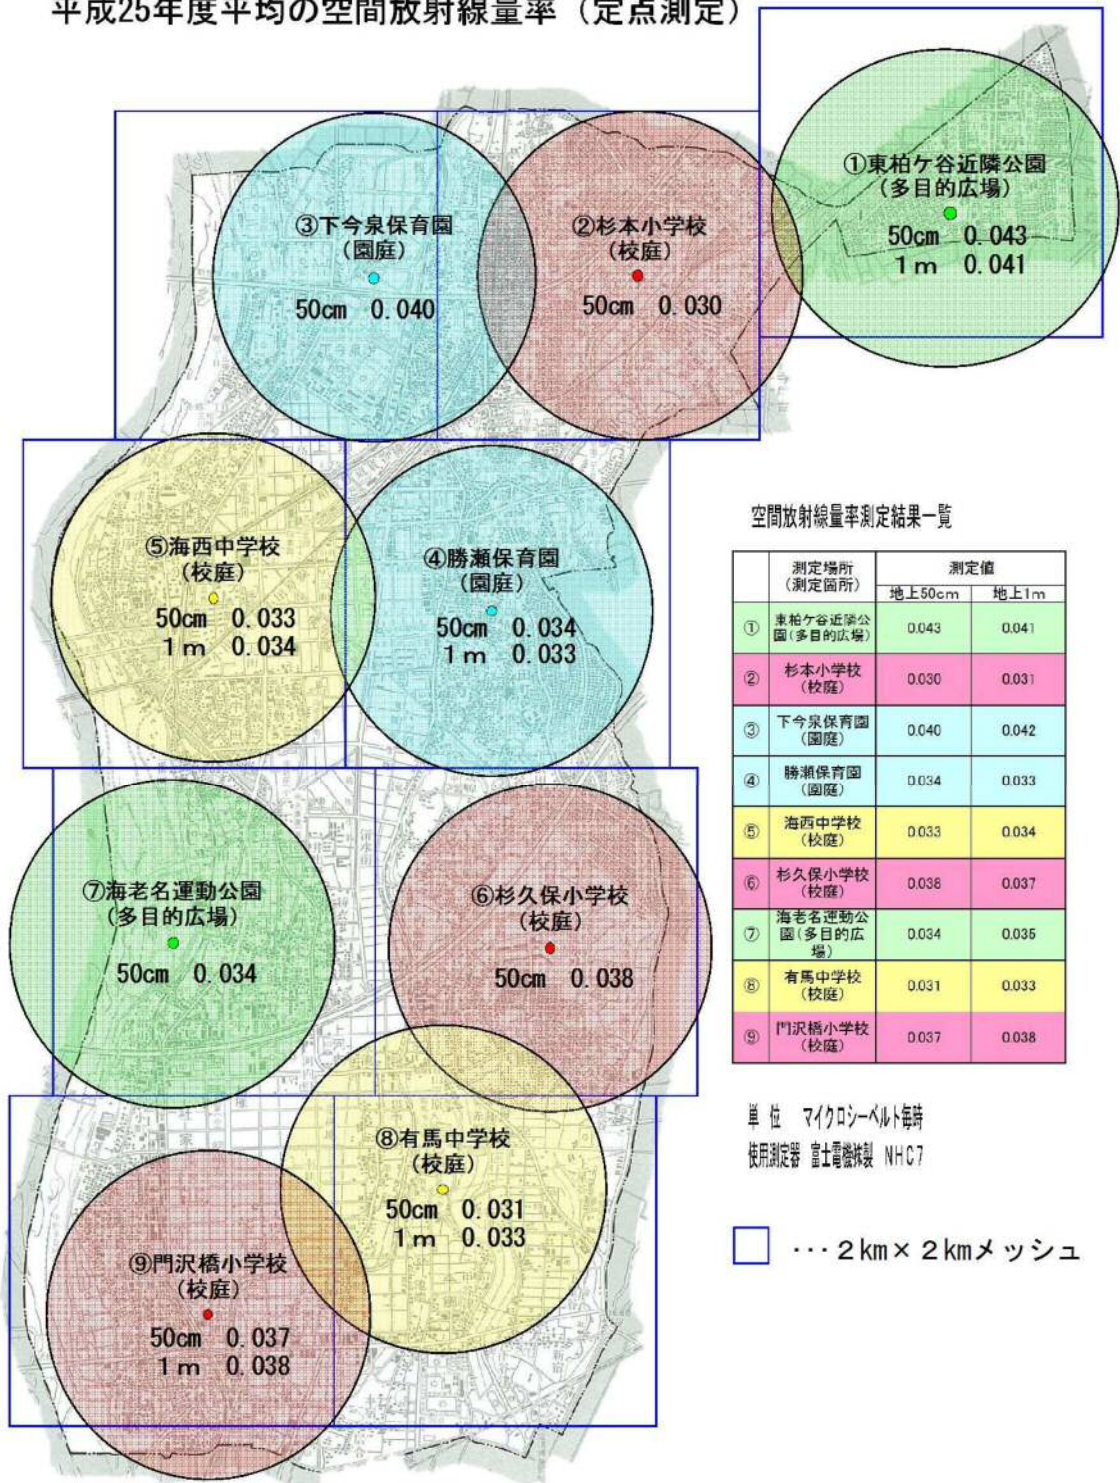 平成25年度平均の空間放射線量率（定点測定）
①東柏ケ谷近隣公園
（多目的広場）
50cm 0.043
1m 0.041
③下今泉保育園
（園庭）
50cm 0.040
②杉本小学校
（校庭）
50cm 0.030
⑤海西中学校
（校庭）
50cm 0.033
1m 0.034
④勝瀬保育園
（園庭）
50cm 0.034
1m 0.033
⑦海老名運動公園
（多目的広場）
50cm 0.034
⑥杉久保小学校
（校庭）
50cm 0.038
⑧有馬中学校
（校庭）
50cm 0.031
1m 0.033
⑨門沢橋小学校
（校庭）
50cm 0.037
1m 0.038
空間放射線量率測定結果一覧
測定場所
（測定箇所）
測定値
地上50cm 地上1m
① 東柏ケ谷近隣公
園（多目的広場） 0.043 0.041
② 杉本小学校
（校庭） 0.030 0.031
③ 下今泉保育園
（園庭） 0.040 0.042
④ 勝瀬保育園
（園庭） 0.034 0.033
⑤ 海西中学校
（校庭） 0.033 0.034
⑥ 杉久保小学校
（校庭） 0.038 0.037
⑦ 海老名運動公
園（多目的広
場） 0.034 0.035
⑧ 有馬中学校
（校庭） 0.031 0.033
⑨ 門沢橋小学校
（校庭） 0.037 0.038
単 位 マイクロシーベルト毎時
使用測定器 富士電機㈱製 NHC7
…2km×2kmメッシュ